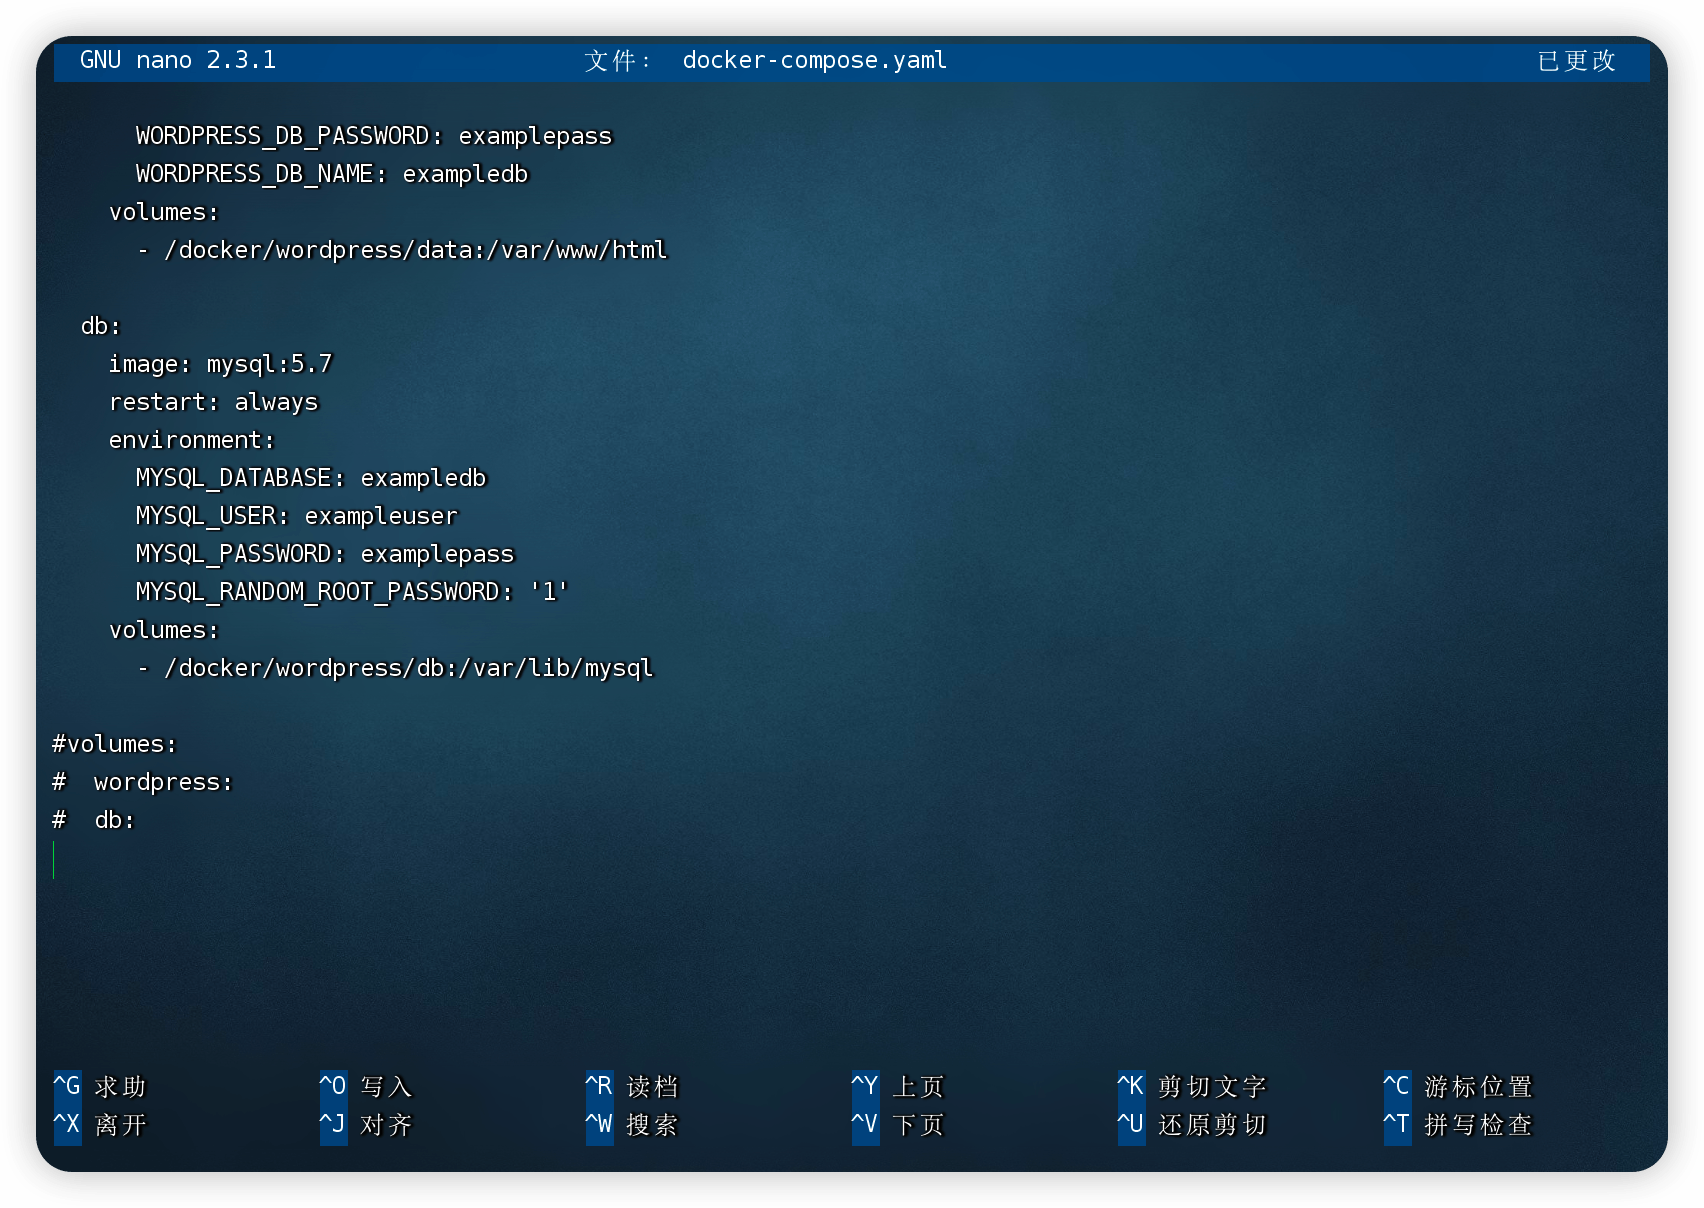 GNU nano 2.3.1 文件： docker-compose.yaml 已更改
      WORDPRESS_DB_PASSWORD: examplepass
      WORDPRESS_DB_NAME: exampledb
    volumes:
      - /docker/wordpress/data:/var/www/html
  db:
    image: mysql:5.7
    restart: always
    environment:
      MYSQL_DATABASE: exampledb
      MYSQL_USER: exampleuser
      MYSQL_PASSWORD: examplepass
      MYSQL_RANDOM_ROOT_PASSWORD: '1'
    volumes:
      - /docker/wordpress/db:/var/lib/mysql
#volumes:
#  wordpress:
#  db:
^G 求助 ^O 写入 ^R 读档 ^Y 上页 ^K 剪切文字 ^C 游标位置
^X 离开 ^J 对齐 ^W 搜索 ^V 下页 ^U 还原剪切 ^T 拼写检查